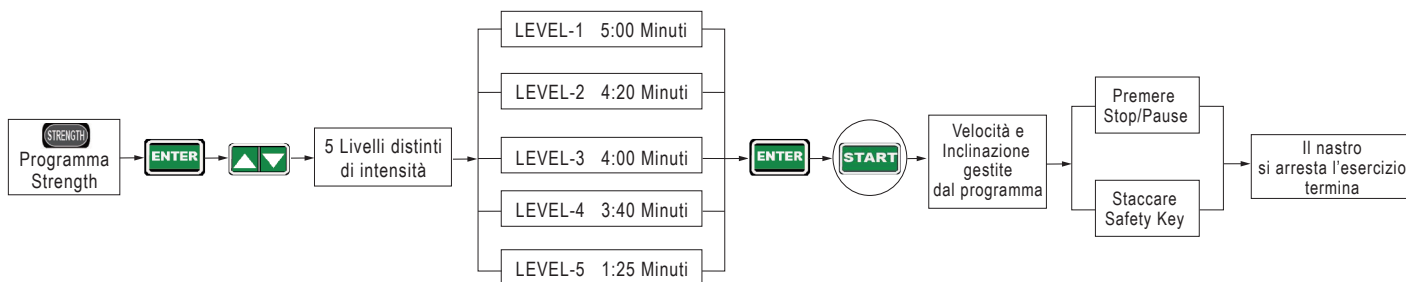 STRENGTH
Programma
Strength
ENTER
5 Livelli distinti
di intensità
LEVEL-1 5:00 Minuti
LEVEL-2 4:20 Minuti
LEVEL-3 4:00 Minuti
LEVEL-4 3:40 Minuti
LEVEL-5 1:25 Minuti
ENTER
START
Velocità e
Inclinazione
gestite
dal programma
Premere
Stop/Pause
Staccare
Safety Key
Il nastro
si arresta l'esercizio
termina